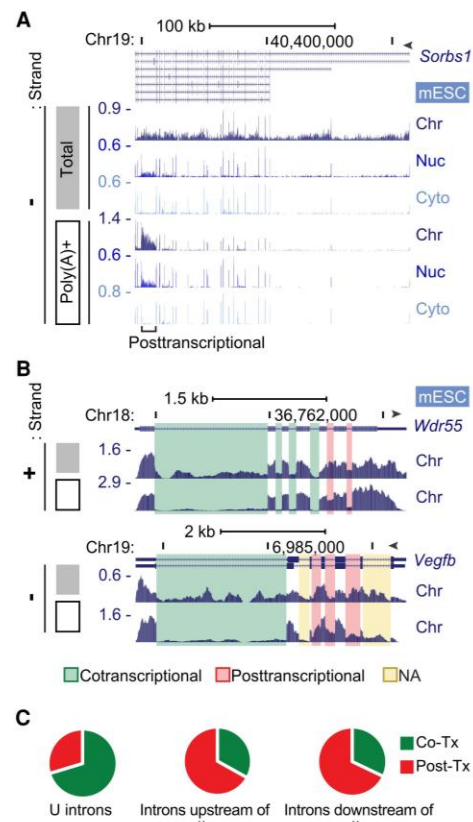 A
100 kb
Chr19: 40,400,000
Sorbs1
: Strand
mESC
-
Total
0.9 -
Chr
0.6 -
Nuc
0.6 -
Cyto
Poly(A)+
1.4 -
Chr
0.6 -
Nuc
0.8 -
Cyto
Posttranscriptional
B
: Strand
1.5 kb
mESC
Chr18: 36,762,000
Wdr55
+
1.6 -
Chr
2.9 -
Chr
2 kb
Chr19: 6,985,000
Vegfb
-
0.6 -
Chr
1.6 -
Chr
Cotranscriptional Posttranscriptional NA
C
Co-Tx
Post-Tx
U introns Introns upstream of Introns downstream of